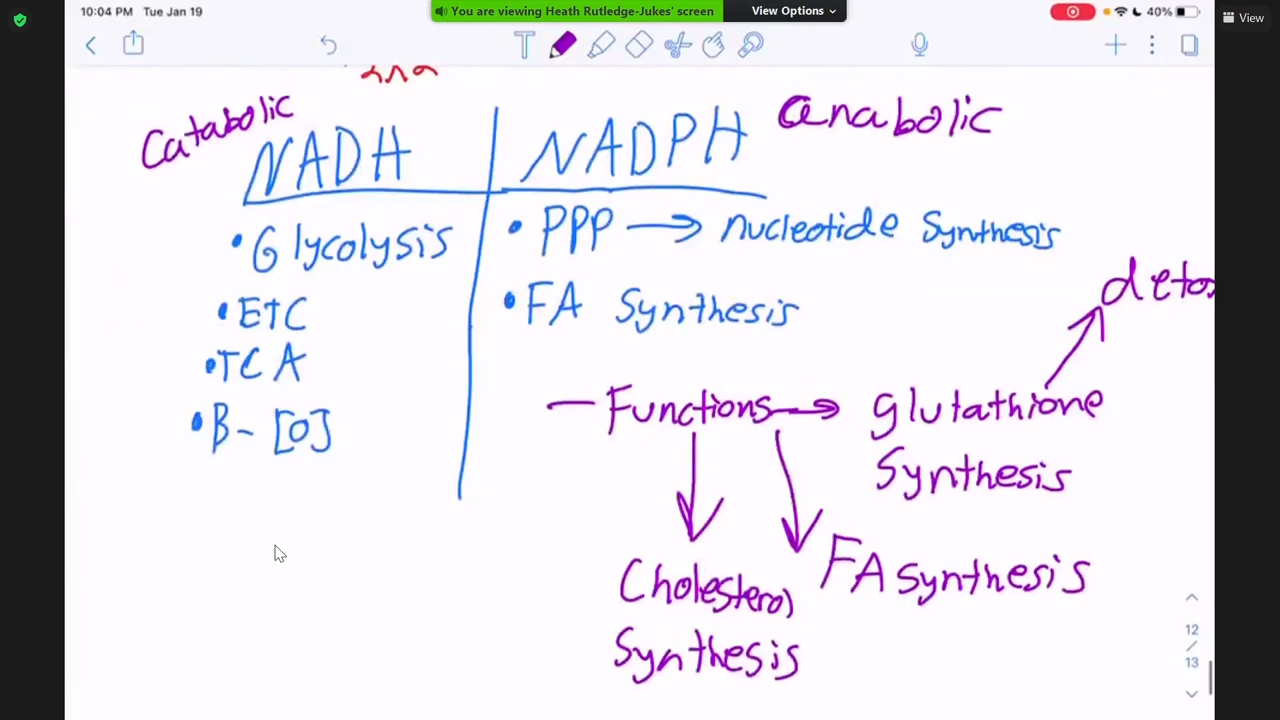 10:04 PM Tue Jan 19
You are viewing Heath Rutledge-Jukes' screen
View Options
40%
View
Catabolic
anabolic
NADH
NADPH
• Glycolysis
• PPP → nucleotide Synthesis
• ETC
• FA Synthesis
detox
• TCA
• B- [O]
— Functions → glutathione
Synthesis
Cholesterol
Synthesis
FA synthesis
12
/
13